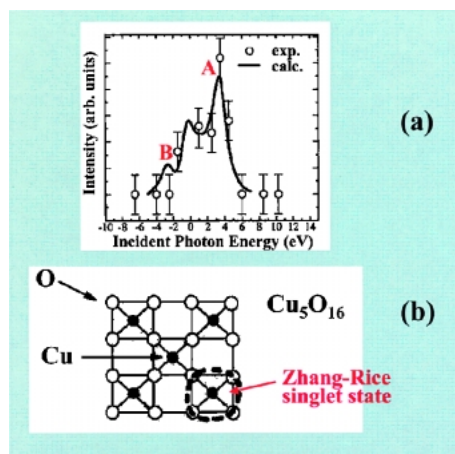 exp.
calc.
A
B
Intensity (arb. units)
-8 -6 -4 -2 0 2 4 6 8 10 12 14
Incident Photon Energy (eV)
(a)
O
Cu₅O₁₆
(b)
Cu
Zhang-Rice
singlet state